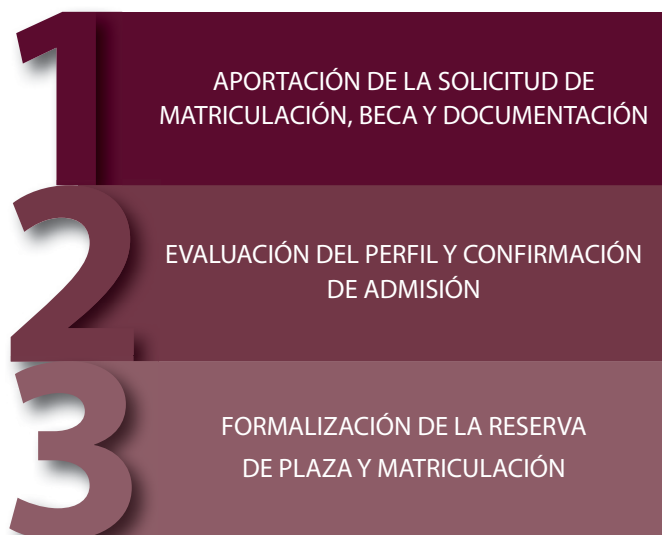 1
APORTACIÓN DE LA SOLICITUD DE
MATRICULACIÓN, BECA Y DOCUMENTACIÓN
2
EVALUACIÓN DEL PERFIL Y CONFIRMACIÓN
DE ADMISIÓN
3
FORMALIZACIÓN DE LA RESERVA
DE PLAZA Y MATRICULACIÓN